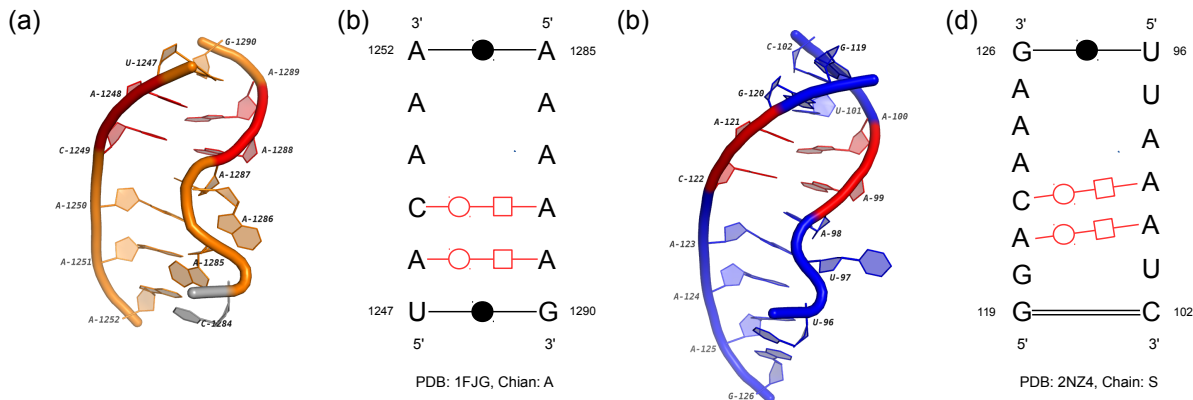 (a)
G-1290
U-1247
A-1289
A-1248
C-1249
A-1288
A-1287
A-1250
A-1286
A-1251
A-1285
A-1252
C-1284
(b)
3' 5'
1252 A A 1285
A A
A A
C A
A A
1247 U G 1290
5' 3'
PDB: 1FJG, Chian: A
(b)
C-102
G-119
G-120
U-101
A-121
A-100
C-122
A-99
A-98
A-123
U-97
A-124
U-96
A-125
G-126
(d)
3' 5'
126 G U 96
A U
A A
A A
C A
A U
G C 102
119 G
5' 3'
PDB: 2NZ4, Chain: S